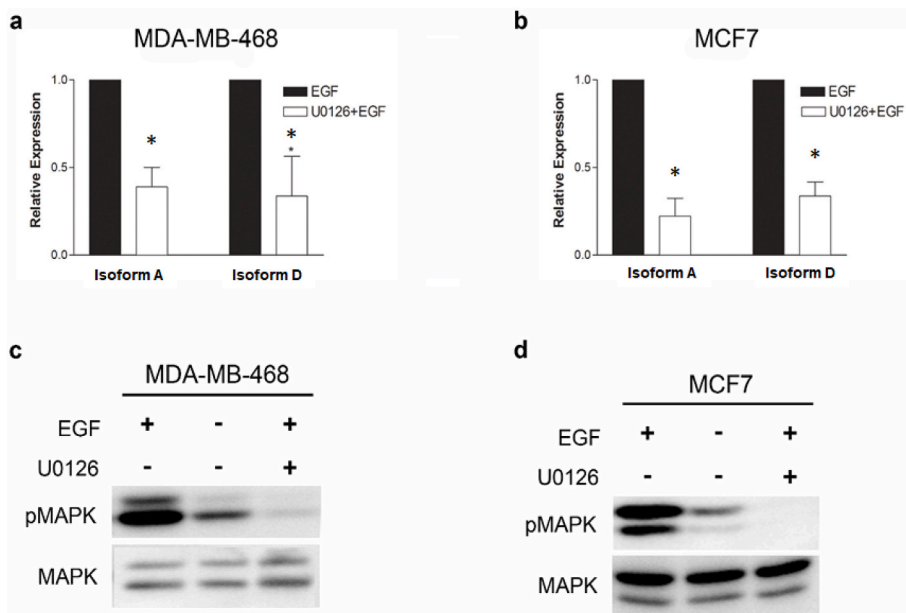 a
MDA-MB-468
1.0
0.5
0.0
Relative Expression
EGF
U0126+EGF
*
*
*
Isoform A
Isoform D
b
MCF7
1.0
0.5
0.0
Relative Expression
EGF
U0126+EGF
*
*
Isoform A
Isoform D
c
MDA-MB-468
EGF + - +
U0126 - - +
pMAPK
MAPK
d
MCF7
EGF + - +
U0126 - - +
pMAPK
MAPK